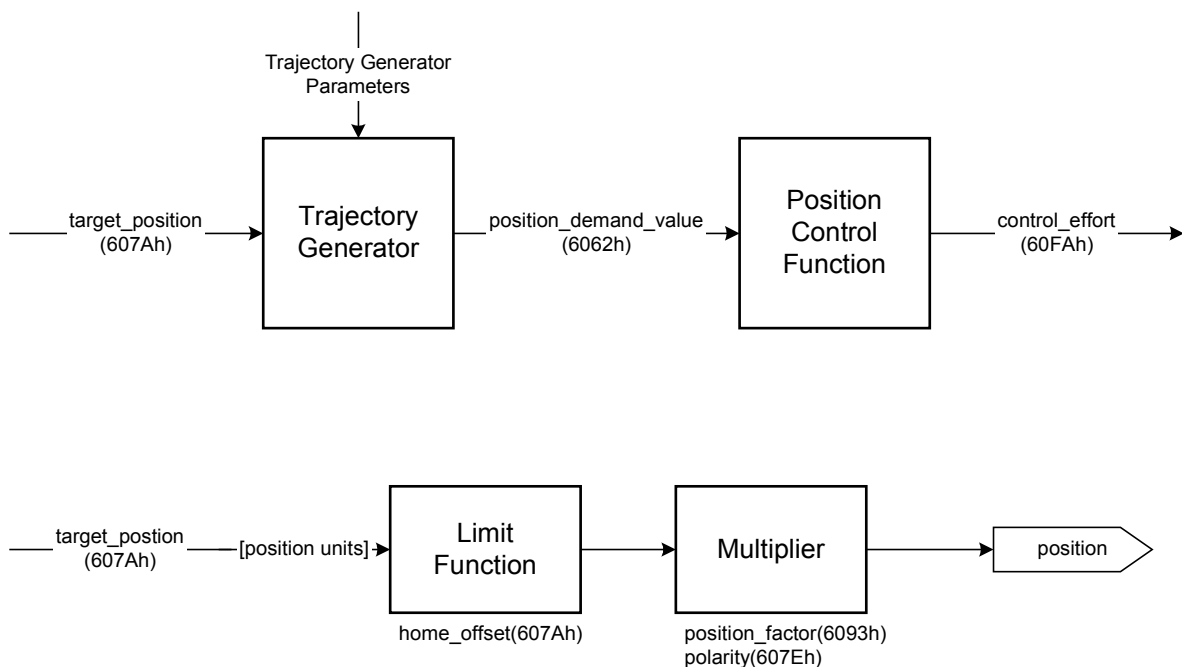 Trajectory Generator
Parameters
target_position
(607Ah)
Trajectory
Generator
position_demand_value
(6062h)
Position
Control
Function
control_effort
(60FAh)
target_postion
(607Ah)
[position units]
Limit
Function
home_offset(607Ah)
Multiplier
position_factor(6093h)
polarity(607Eh)
position